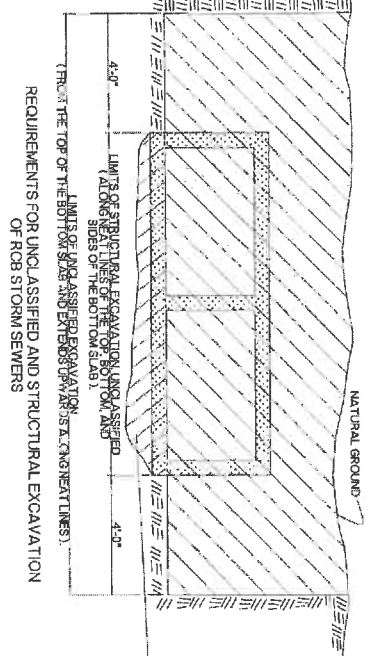 NATURAL GROUND
4'-0"
4'-0"
LIMITS OF STRUCTURAL EXCAVATION, UNCLASSIFIED
( ALONG NEAT LINES OF THE TOP, BOTTOM, AND
SIDES OF THE BOTTOM SLAB ).
LIMITS OF UNCLASSIFIED EXCAVATION
( FROM THE TOP OF THE BOTTOM SLAB AND EXTENDS UPWARDS ALONG NEAT LINES ).
REQUIREMENTS FOR UNCLASSIFIED AND STRUCTURAL EXCAVATION
OF RCB STORM SEWERS